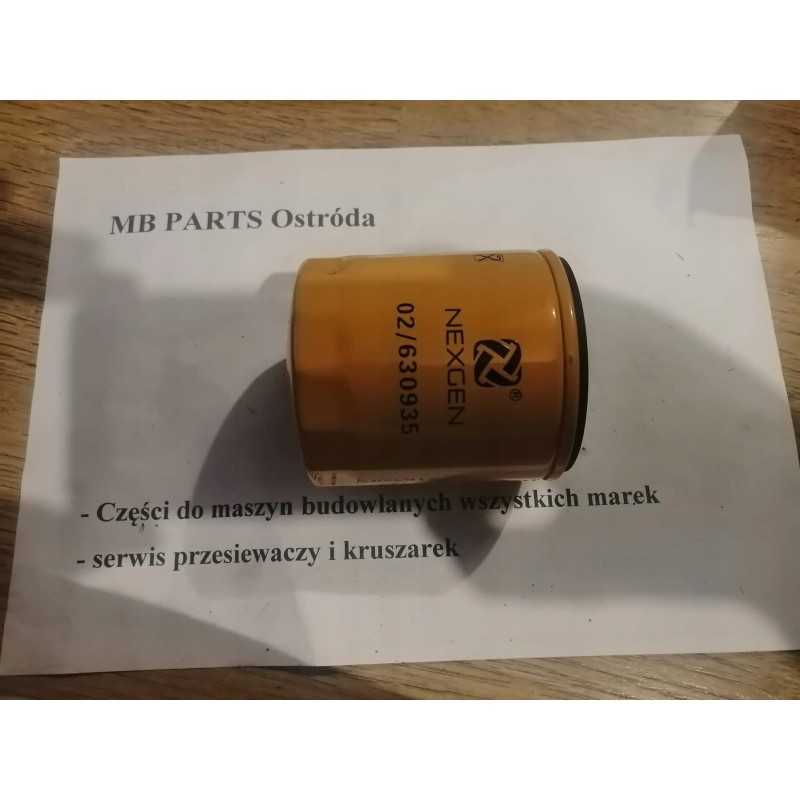 MB PARTS Ostróda
NEXGEN
®
02/630935
- Części do maszyn budowlanych wszystkich marek
- serwis przesiewaczy i kruszarek